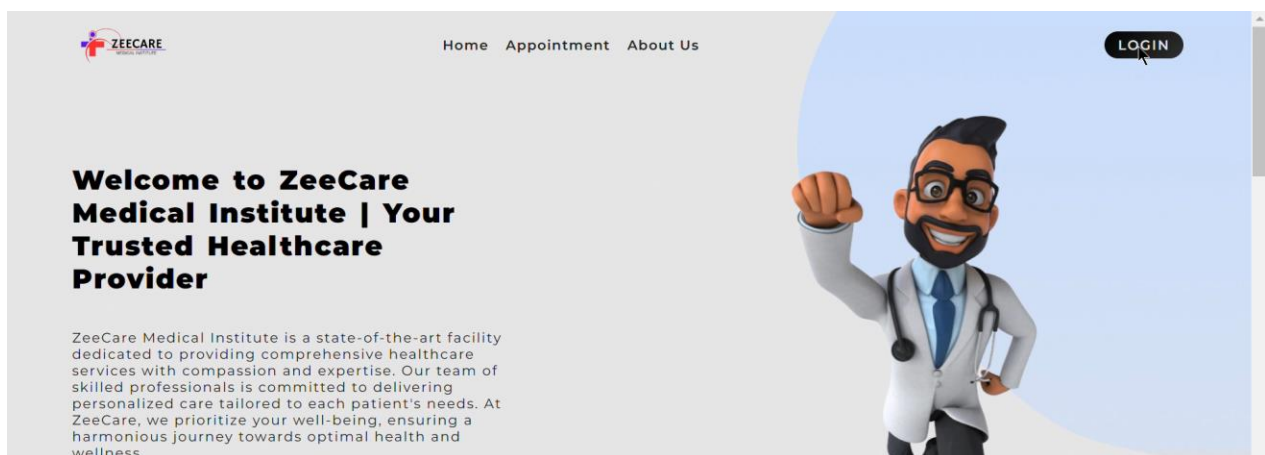 ZEECARE
Home Appointment About Us
LOGIN
Welcome to ZeeCare
Medical Institute | Your
Trusted Healthcare
Provider
ZeeCare Medical Institute is a state-of-the-art facility
dedicated to providing comprehensive healthcare
services with compassion and expertise. Our team of
skilled professionals is committed to delivering
personalized care tailored to each patient's needs. At
ZeeCare, we prioritize your well-being, ensuring a
harmonious journey towards optimal health and
wellness.